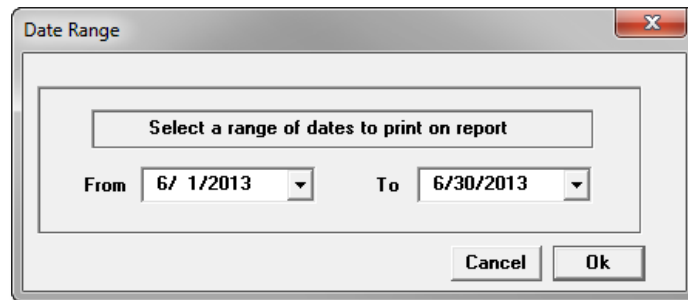 Date Range
Select a range of dates to print on report
From 6/ 1/2013 To 6/30/2013
Cancel Ok